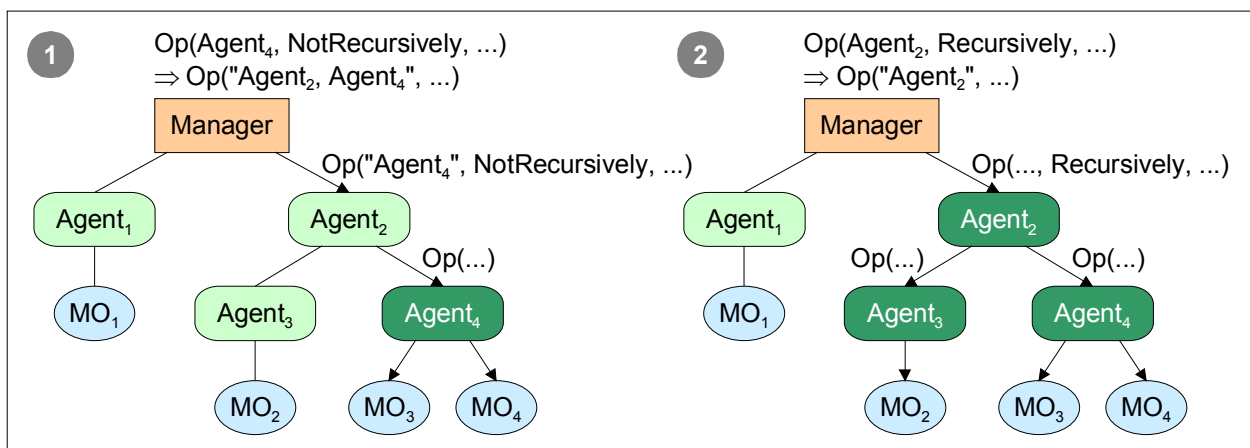 1
Op(Agent₄, NotRecursively, ...)
⇒ Op("Agent₂, Agent₄", ...)
Manager
Op("Agent₄", NotRecursively, ...)
Agent₁
Agent₂
Op(...)
MO₁
Agent₃
Agent₄
MO₂
MO₃
MO₄
2
Op(Agent₂, Recursively, ...)
⇒ Op("Agent₂", ...)
Manager
Op(..., Recursively, ...)
Agent₁
Agent₂
Op(...)
Op(...)
MO₁
Agent₃
Agent₄
MO₂
MO₃
MO₄